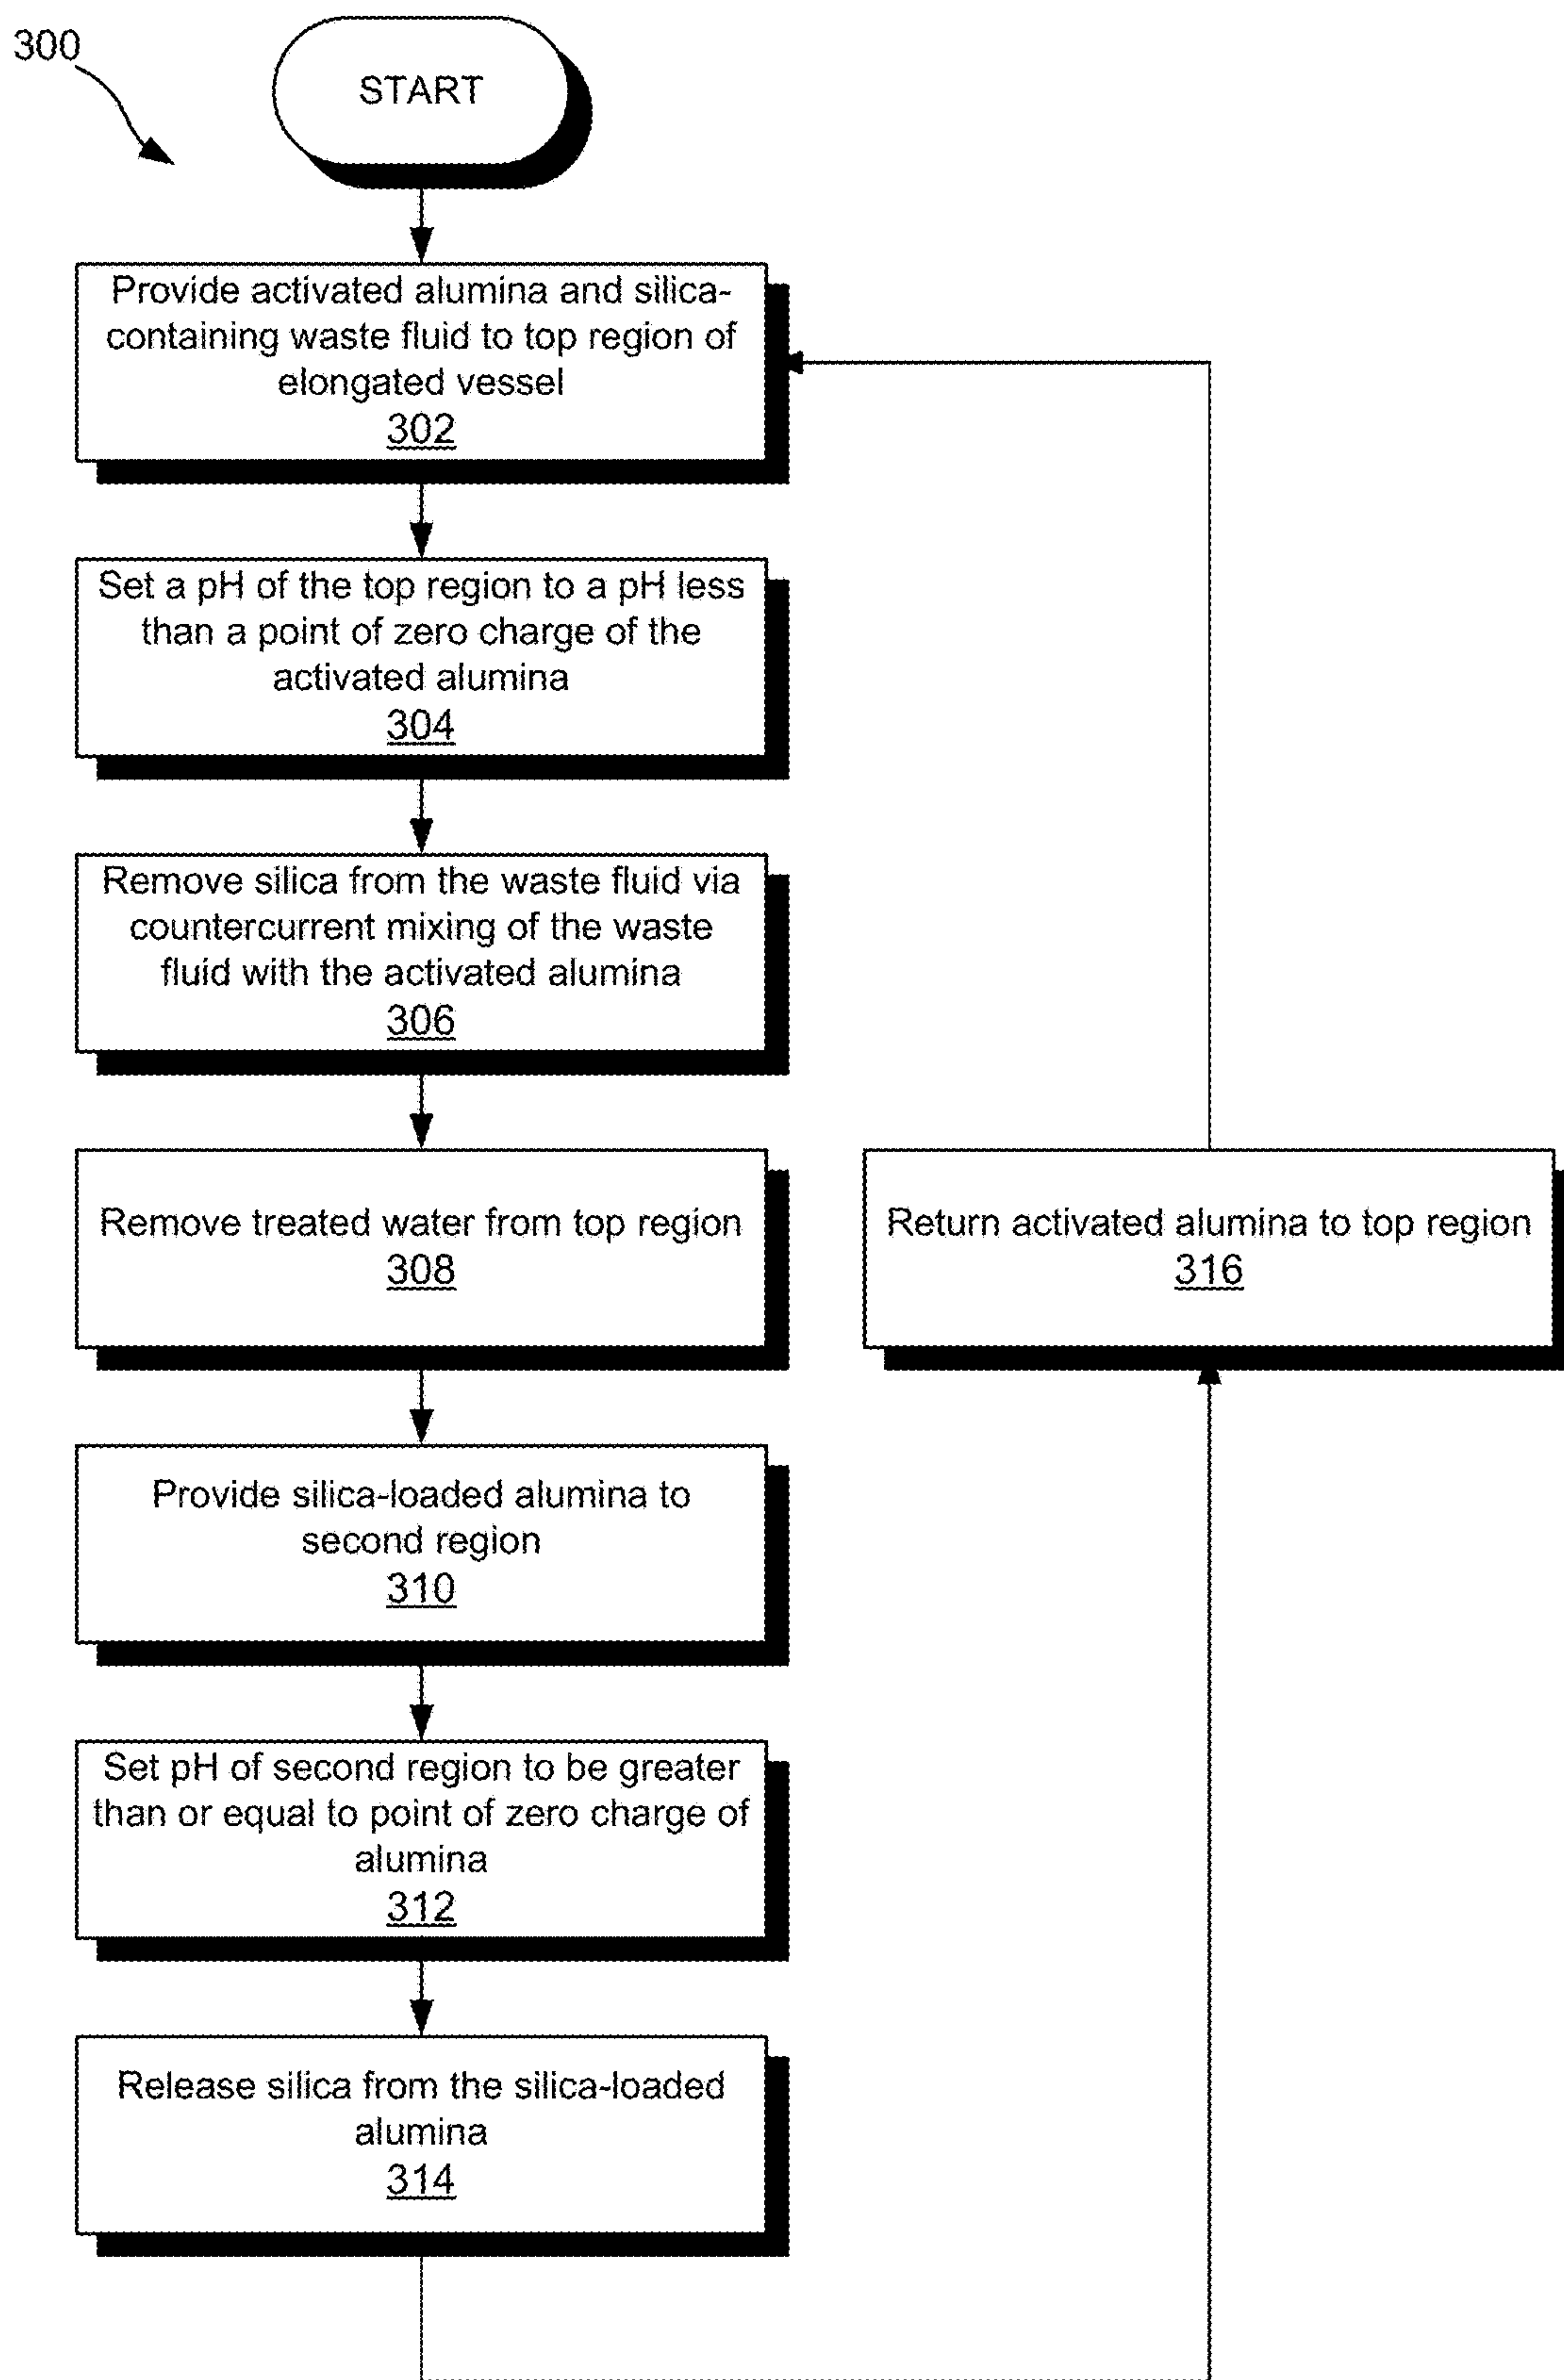 300
START
Provide activated alumina and silica-
containing waste fluid to top region of
elongated vessel
302
Set a pH of the top region to a pH less
than a point of zero charge of the
activated alumina
304
Remove silica from the waste fluid via
countercurrent mixing of the waste
fluid with the activated alumina
306
Remove treated water from top region
308
Return activated alumina to top region
316
Provide silica-loaded alumina to
second region
310
Set pH of second region to be greater
than or equal to point of zero charge of
alumina
312
Release silica from the silica-loaded
alumina
314